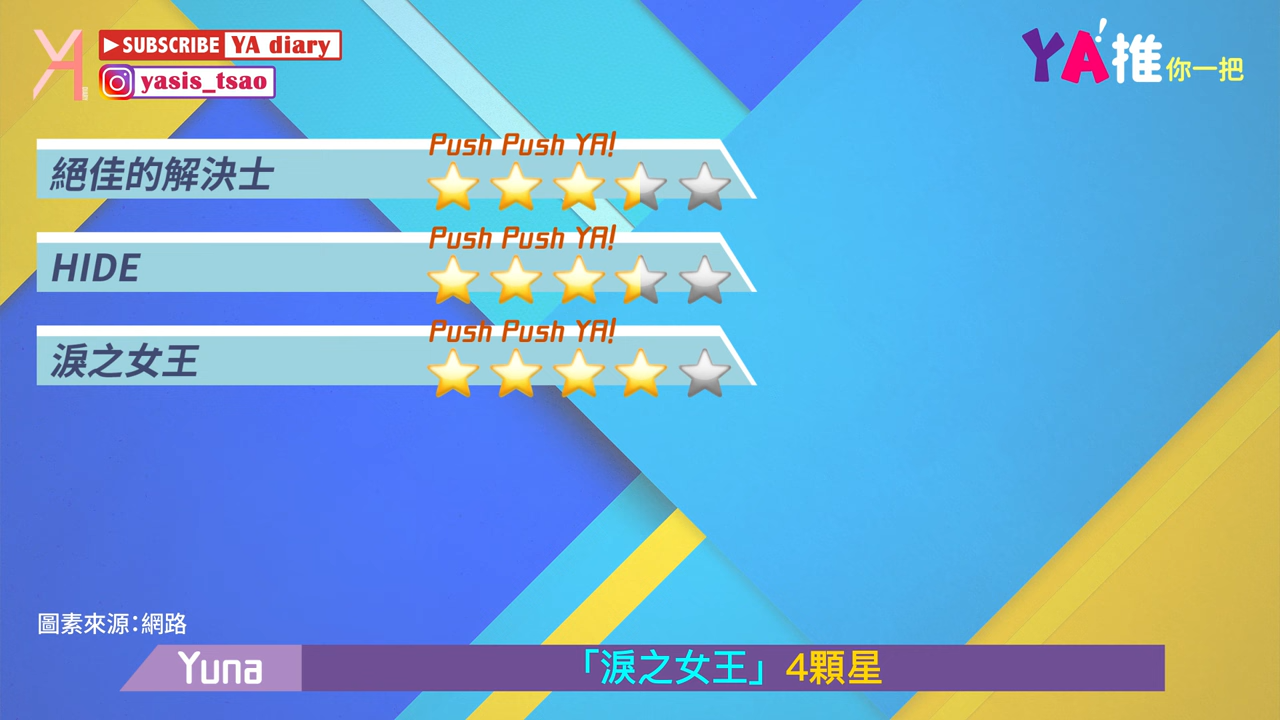 SUBSCRIBE YA diary
yasis_tsao
YA!推你一把
Push Push YA!
絕佳的解決士
Push Push YA!
HIDE
Push Push YA!
淚之女王
圖素來源：網路
Yuna
「淚之女王」4顆星